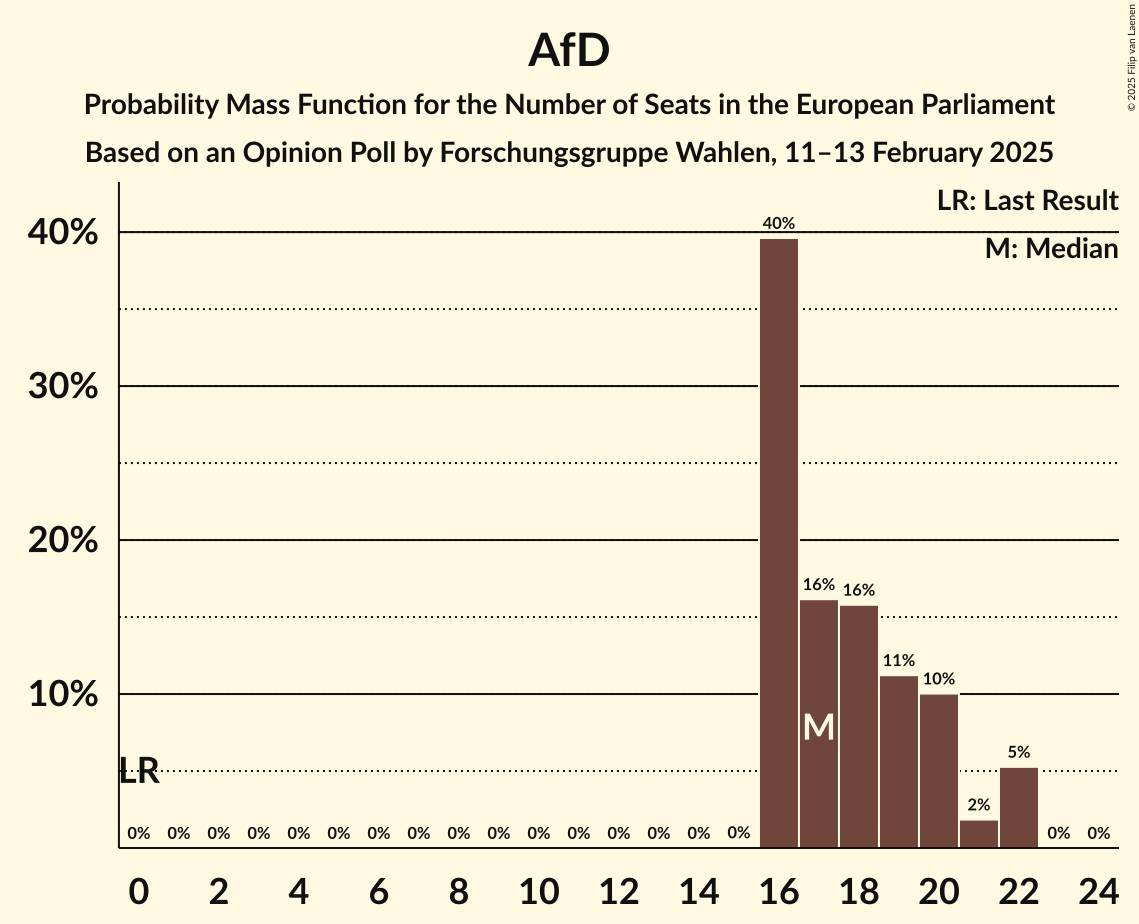 AfD
Probability Mass Function for the Number of Seats in the European Parliament
Based on an Opinion Poll by Forschungsgruppe Wahlen, 11–13 February 2025
© 2025 Filip van Laenen
LR: Last Result
M: Median
40%
30%
20%
10%
40%
16%
16%
11%
10%
2%
5%
M
LR
0% 0% 0% 0% 0% 0% 0% 0% 0% 0% 0% 0% 0% 0% 0% 0% 0% 0%
0 2 4 6 8 10 12 14 16 18 20 22 24